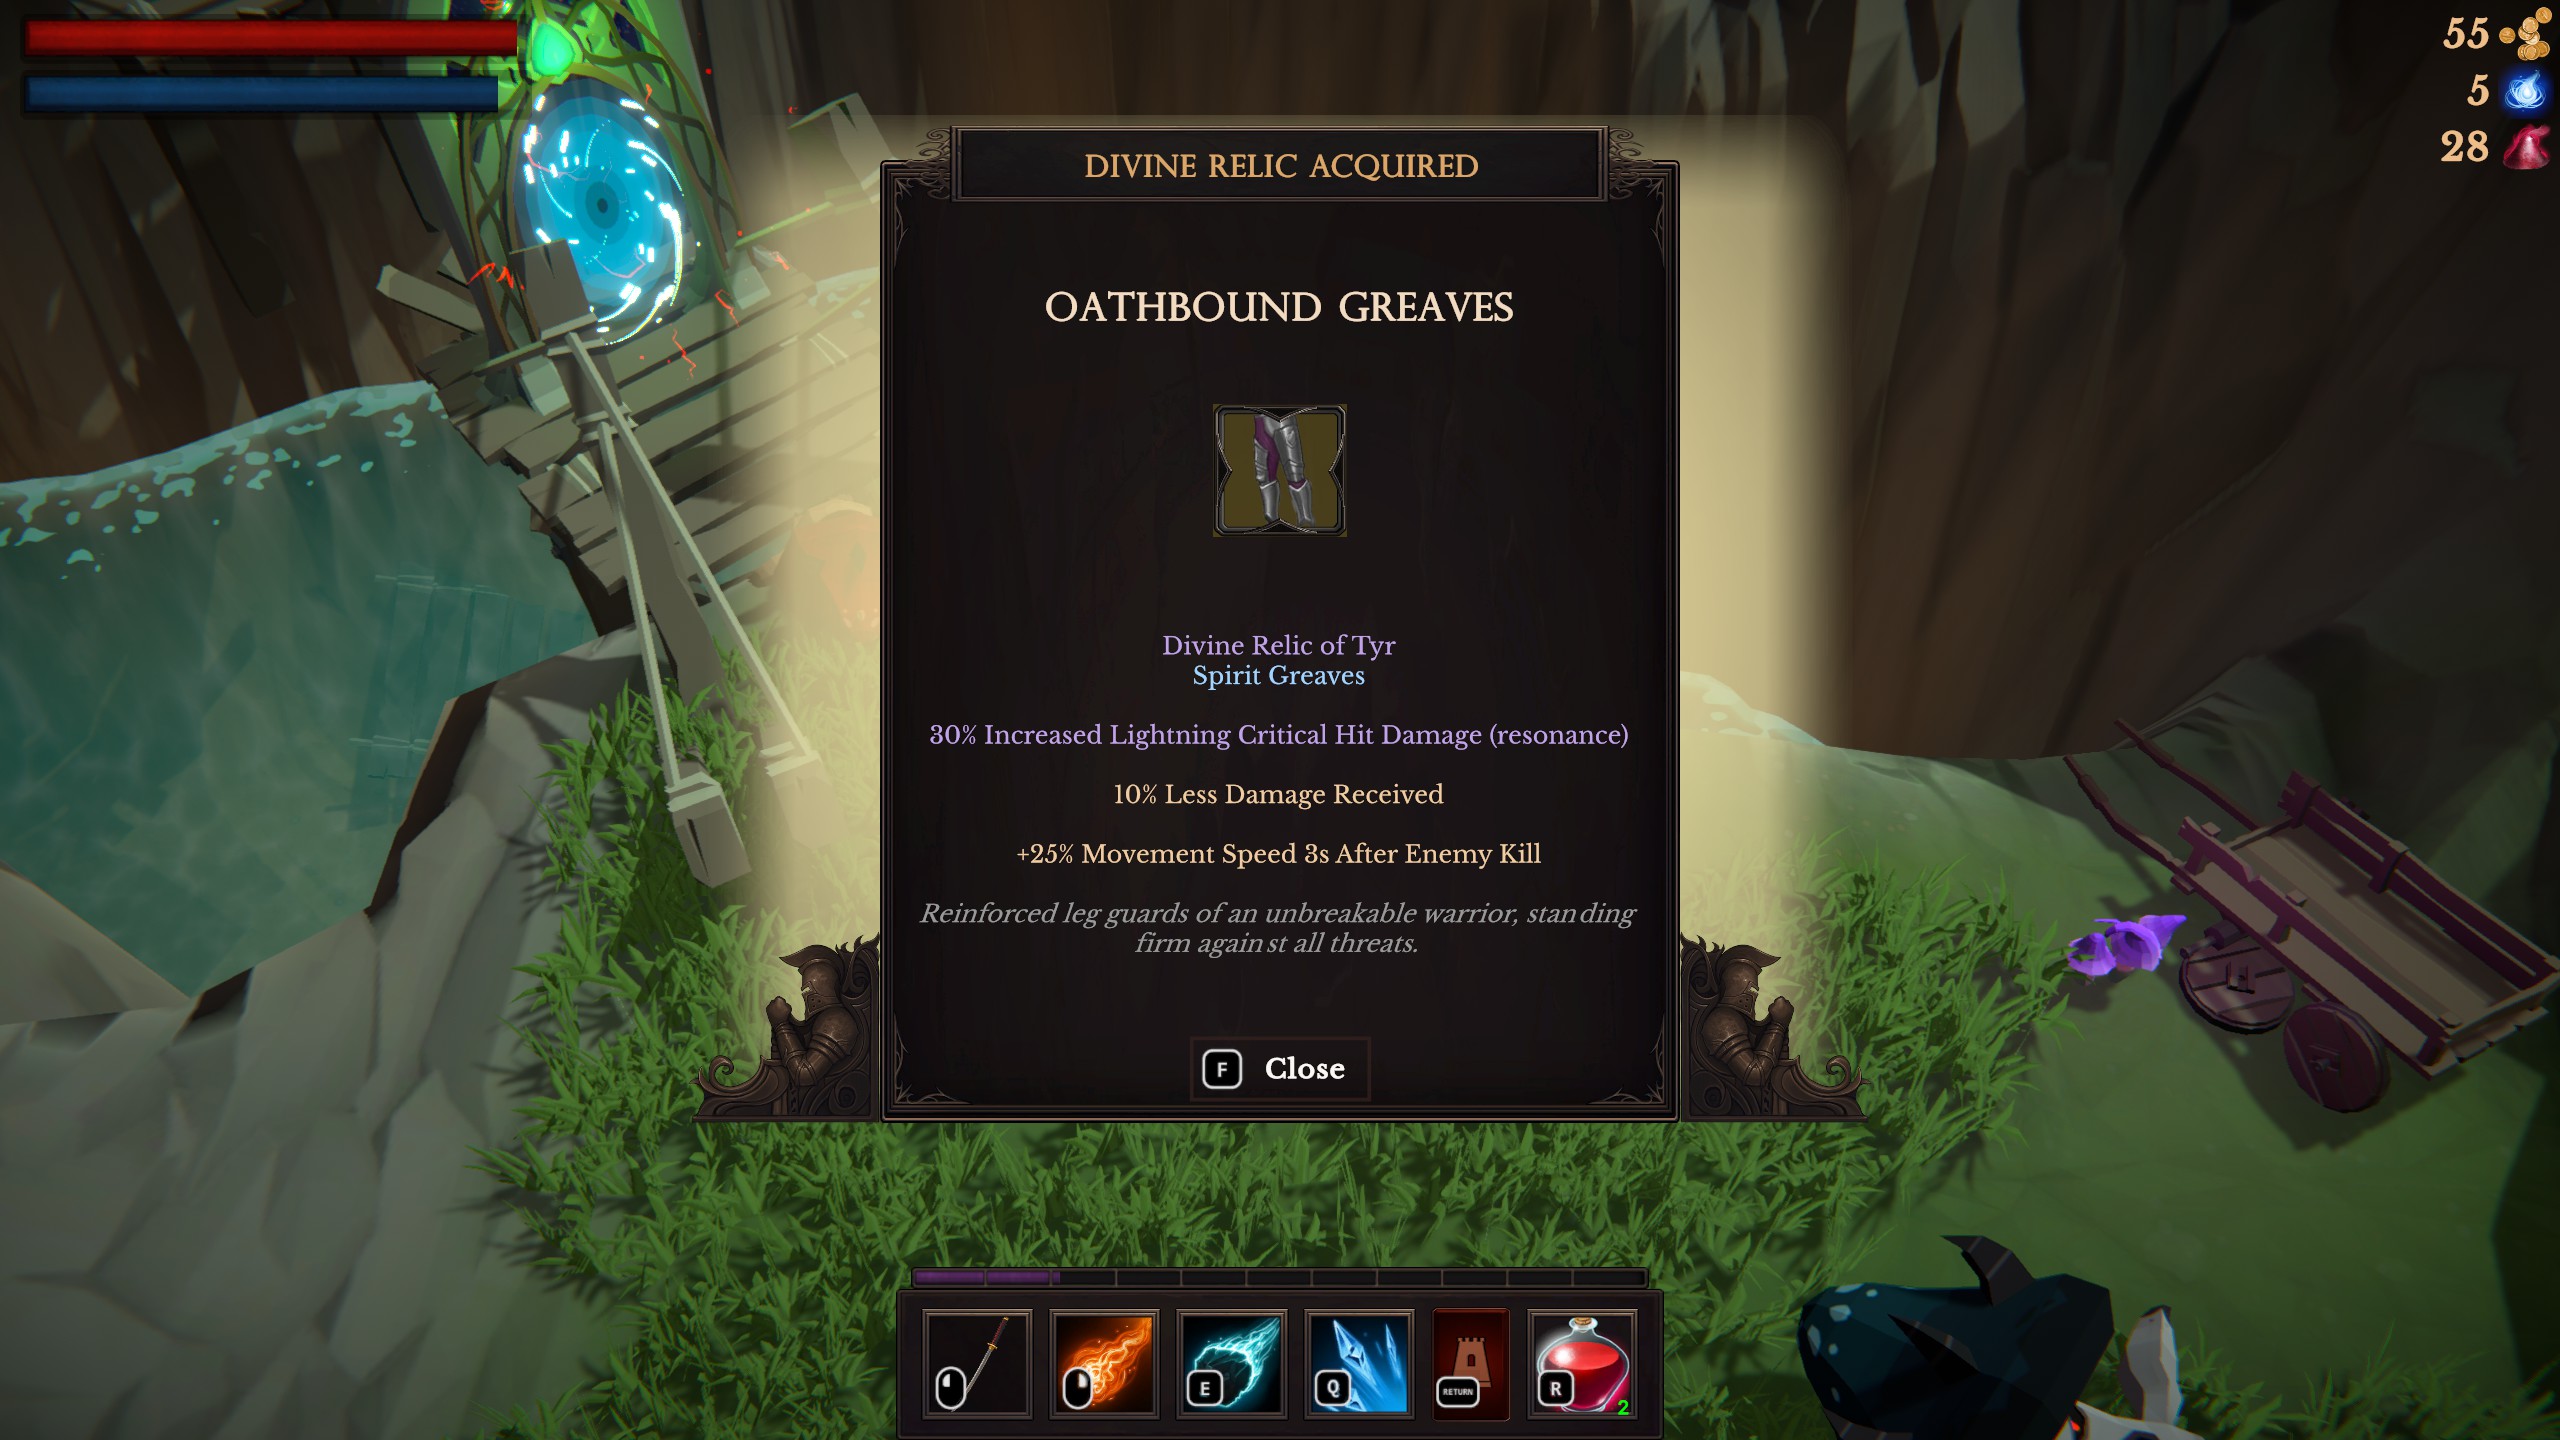 55
5
28
DIVINE RELIC ACQUIRED
OATHBOUND GREAVES
Divine Relic of Tyr
Spirit Greaves
30% Increased Lightning Critical Hit Damage (resonance)
10% Less Damage Received
+25% Movement Speed 3s After Enemy Kill
Reinforced leg guards of an unbreakable warrior, standing
firm against all threats.
F Close
E
Q
RETURN
R
2